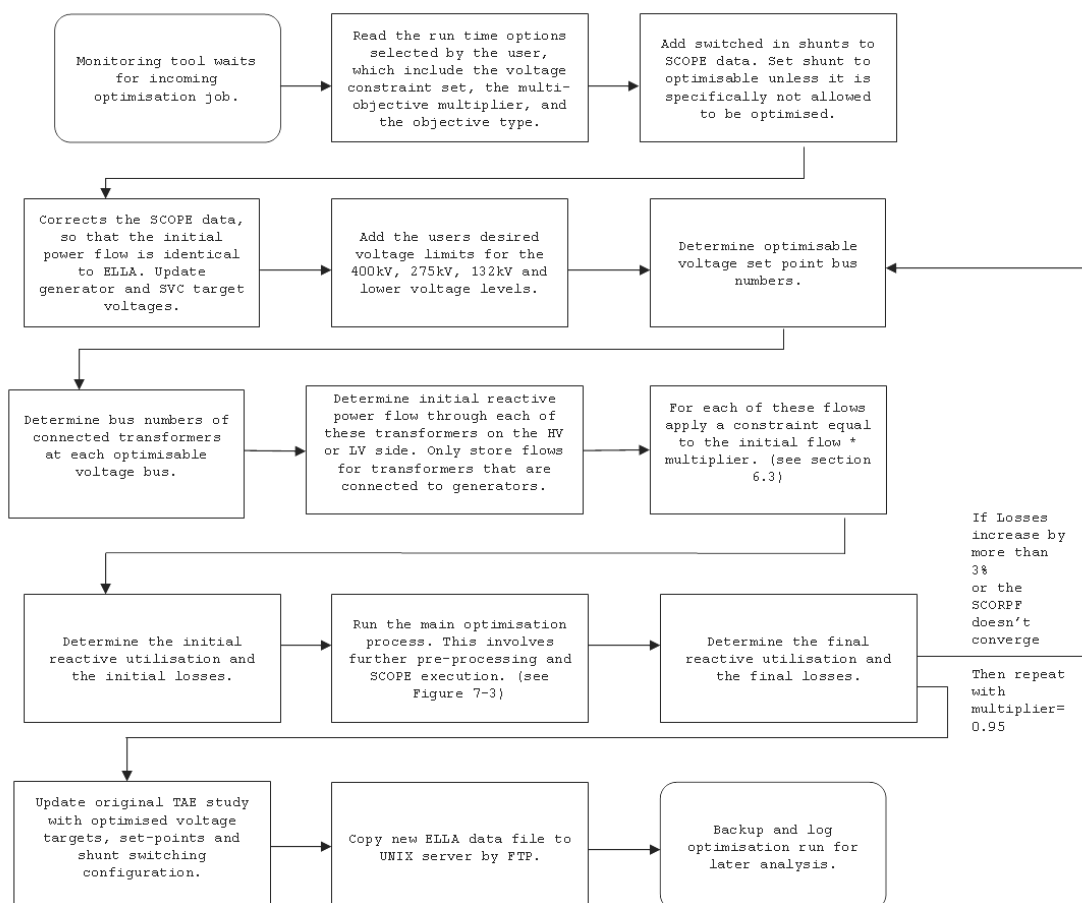 Monitoring tool waits
for incoming
optimisation job.
Read the run time options
selected by the user,
which include the voltage
constraint set, the multi-
objective multiplier, and
the objective type.
Add switched in shunts to
SCOPE data. Set shunt to
optimisable unless it is
specifically not allowed
to be optimised.
Corrects the SCOPE data,
so that the initial
power flow is identical
to ELLA. Update
generator and SVC target
voltages.
Add the users desired
voltage limits for the
400kV, 275kV, 132kV and
lower voltage levels.
Determine optimisable
voltage set point bus
numbers.
Determine bus numbers of
connected transformers
at each optimisable
voltage bus.
Determine initial reactive
power flow through each of
these transformers on the HV
or LV side. Only store flows
for transformers that are
connected to generators.
For each of these flows
apply a constraint equal
to the initial flow *
multiplier. (see section
6.3)
If Losses
increase by
more than
3%
or the
SCORPF
doesn't
converge
Then repeat
with
multiplier=
0.95
Determine the initial
reactive utilisation and
the initial losses.
Run the main optimisation
process. This involves
further pre-processing and
SCOPE execution. (see
Figure 7-3)
Determine the final
reactive utilisation and
the final losses.
Update original TAE study
with optimised voltage
targets, set-points and
shunt switching
configuration.
Copy new ELLA data file to
UNIX server by FTP.
Backup and log
optimisation run for
later analysis.